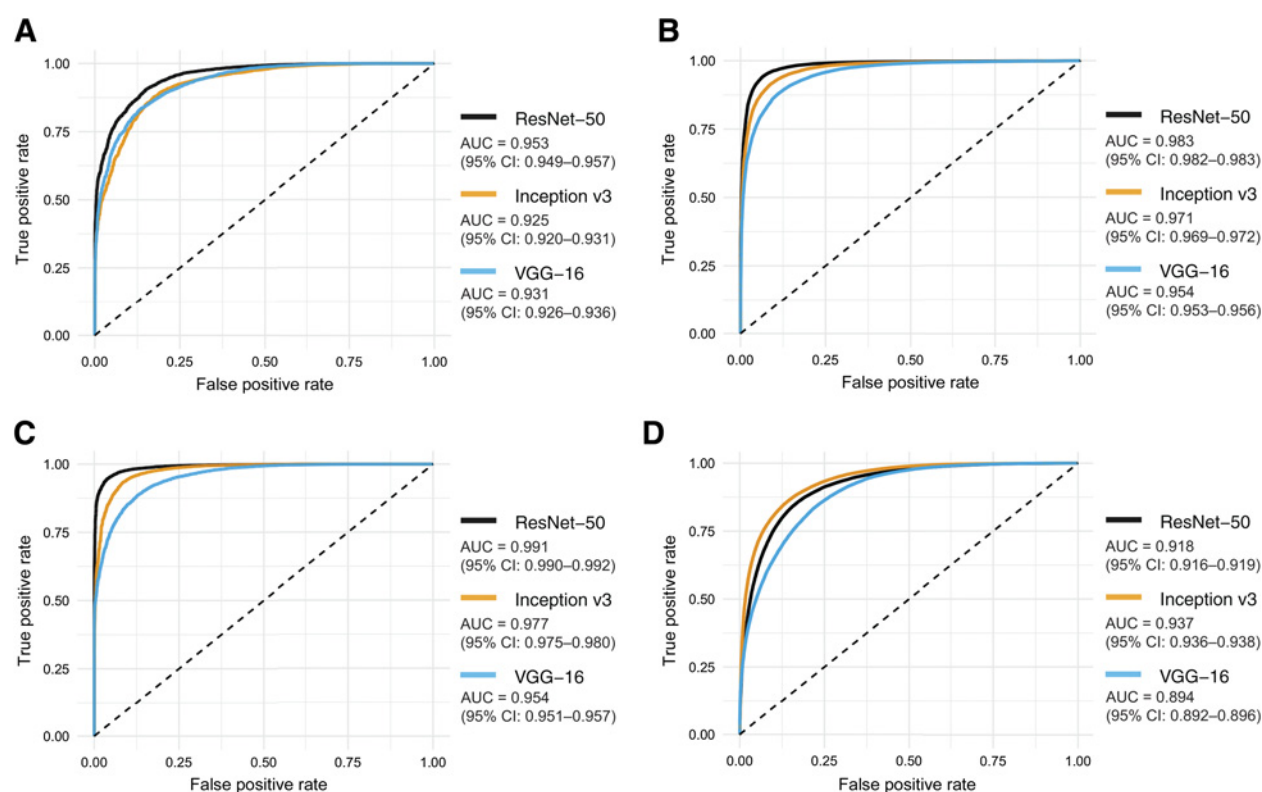 A
1.00
0.75
0.50
0.25
0.00
True positive rate
0.00 0.25 0.50 0.75 1.00
False positive rate
ResNet–50
AUC = 0.953
(95% CI: 0.949–0.957)
Inception v3
AUC = 0.925
(95% CI: 0.920–0.931)
VGG–16
AUC = 0.931
(95% CI: 0.926–0.936)
B
1.00
0.75
0.50
0.25
0.00
True positive rate
0.00 0.25 0.50 0.75 1.00
False positive rate
ResNet–50
AUC = 0.983
(95% CI: 0.982–0.983)
Inception v3
AUC = 0.971
(95% CI: 0.969–0.972)
VGG–16
AUC = 0.954
(95% CI: 0.953–0.956)
C
1.00
0.75
0.50
0.25
0.00
True positive rate
0.00 0.25 0.50 0.75 1.00
False positive rate
ResNet–50
AUC = 0.991
(95% CI: 0.990–0.992)
Inception v3
AUC = 0.977
(95% CI: 0.975–0.980)
VGG–16
AUC = 0.954
(95% CI: 0.951–0.957)
D
1.00
0.75
0.50
0.25
0.00
True positive rate
0.00 0.25 0.50 0.75 1.00
False positive rate
ResNet–50
AUC = 0.918
(95% CI: 0.916–0.919)
Inception v3
AUC = 0.937
(95% CI: 0.936–0.938)
VGG–16
AUC = 0.894
(95% CI: 0.892–0.896)